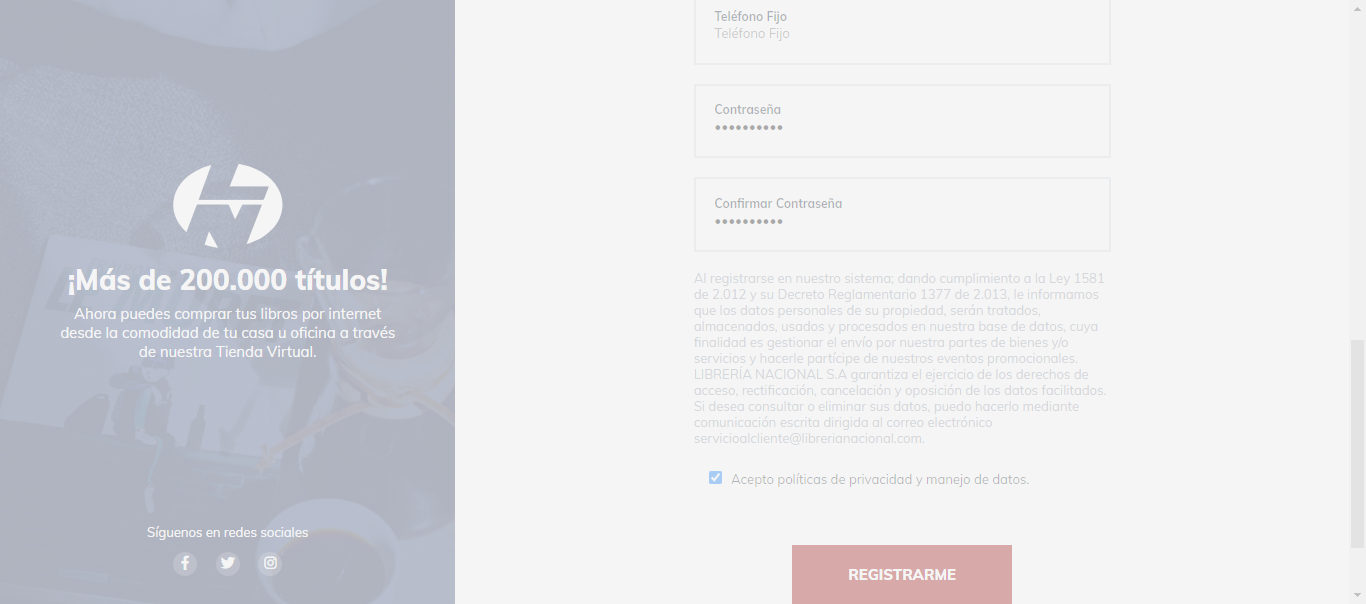 ¡Más de 200.000 títulos!
Ahora puedes comprar tus libros por internet
desde la comodidad de tu casa u oficina a través
de nuestra Tienda Virtual.
Síguenos en redes sociales
Teléfono Fijo
Teléfono Fijo
Contraseña
••••••••••
Confirmar Contraseña
••••••••••
Al registrarse en nuestro sistema; dando cumplimiento a la Ley 1581
de 2.012 y su Decreto Reglamentario 1377 de 2.013, le informamos
que los datos personales de su propiedad, serán tratados,
almacenados, usados y procesados en nuestra base de datos, cuya
finalidad es gestionar el envío por nuestra partes de bienes y/o
servicios y hacerle partícipe de nuestros eventos promocionales.
LIBRERÍA NACIONAL S.A garantiza el ejercicio de los derechos de
acceso, rectificación, cancelación y oposición de los datos facilitados.
Si desea consultar o eliminar sus datos, puedo hacerlo mediante
comunicación escrita dirigida al correo electrónico
servicioalcliente@librerianacional.com.
Acepto políticas de privacidad y manejo de datos.
REGISTRARME